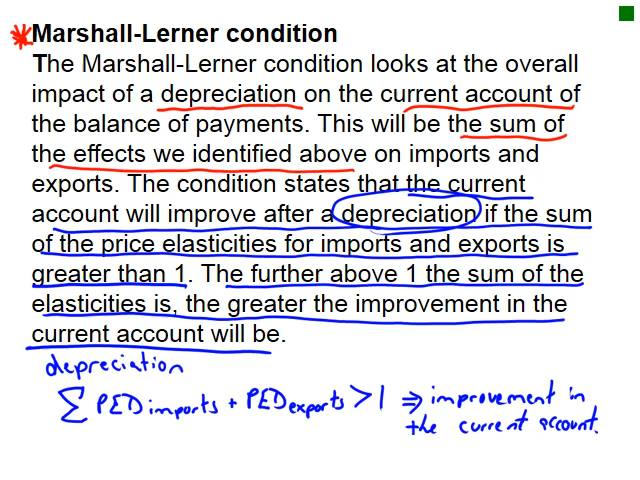 Marshall-Lerner condition
The Marshall-Lerner condition looks at the overall
impact of a depreciation on the current account of
the balance of payments. This will be the sum of
the effects we identified above on imports and
exports. The condition states that the current
account will improve after a depreciation if the sum
of the price elasticities for imports and exports is
greater than 1. The further above 1 the sum of the
elasticities is, the greater the improvement in the
current account will be.
depreciation
∑ PED imports + PED exports > 1 ⇒ improvement in
the current account.